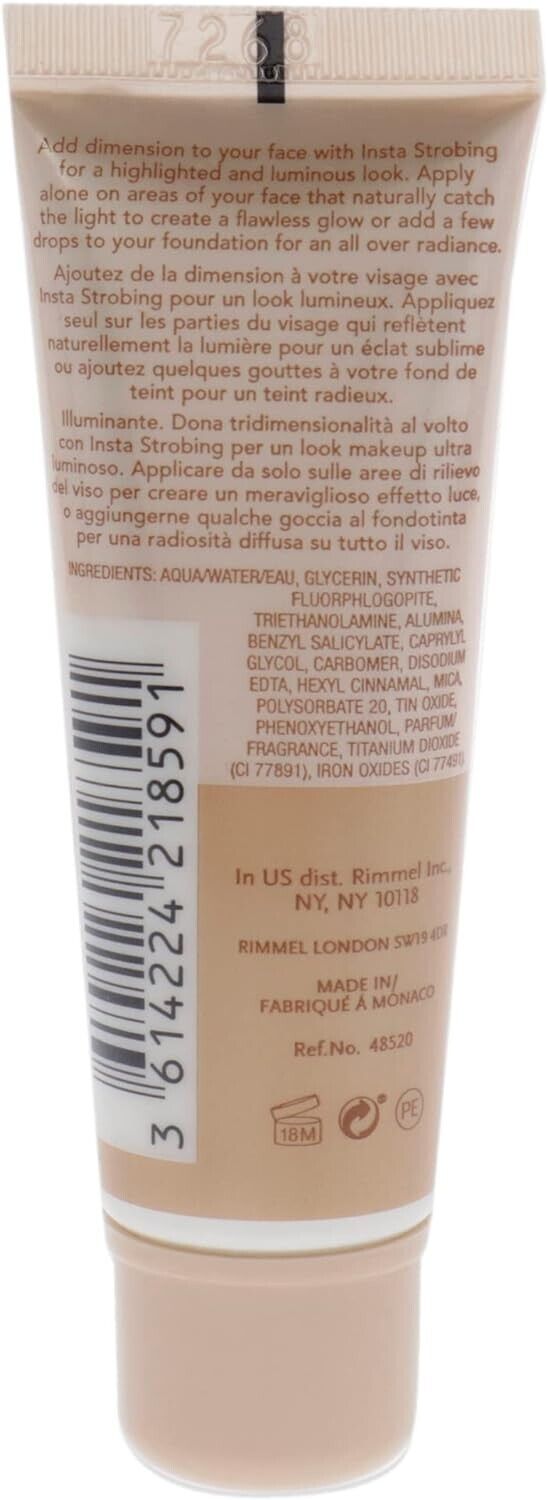 7268
Add dimension to your face with Insta Strobing
for a highlighted and luminous look. Apply
alone on areas of your face that naturally catch
the light to create a flawless glow or add a few
drops to your foundation for an all over radiance.
Ajoutez de la dimension à votre visage avec
Insta Strobing pour un look lumineux. Appliquez
seul sur les parties du visage qui reflètent
naturellement la lumière pour un éclat sublime
ou ajoutez quelques gouttes à votre fond de
teint pour un teint radieux.
Illuminante. Dona tridimensionalità al volto
con Insta Strobing per un look makeup ultra
luminoso. Applicare da solo sulle aree di rilievo
del viso per creare un meraviglioso effetto luce,
o aggiungerne qualche goccia al fondotinta
per una radiosità diffusa su tutto il viso.
INGREDIENTS: AQUA/WATER/EAU, GLYCERIN, SYNTHETIC
FLUORPHLOGOPITE,
TRIETHANOLAMINE, ALUMINA,
BENZYL SALICYLATE, CAPRYLYL
GLYCOL, CARBOMER, DISODIUM
EDTA, HEXYL CINNAMAL, MICA,
POLYSORBATE 20, TIN OXIDE,
PHENOXYETHANOL, PARFUM/
FRAGRANCE, TITANIUM DIOXIDE
(CI 77891), IRON OXIDES (CI 77491).
3 614224 218591
In US dist. Rimmel Inc.,
NY, NY 10118
RIMMEL LONDON SW19 4DR
MADE IN/
FABRIQUÉ Á MONACO
Ref.No. 48520
18M
PE